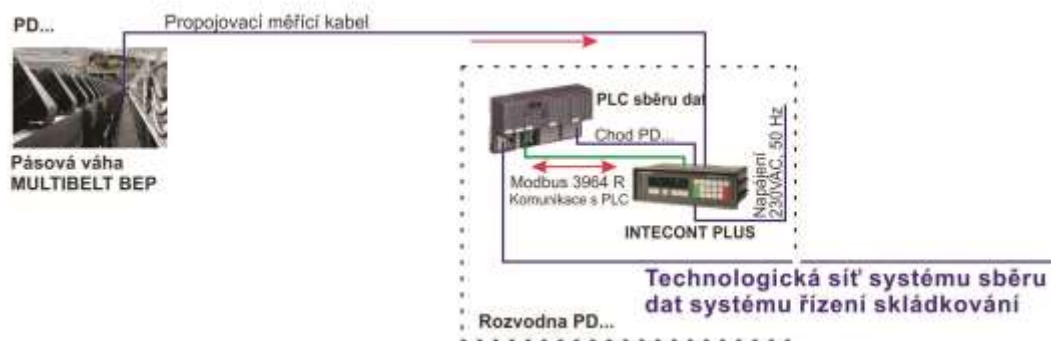 PD...
Propojovací měřící kabel
Pásová váha
MULTIBELT BEP
PLC sběru dat
Chod PD...
Modbus 3964 R
Komunikace s PLC
INTECONT PLUS
Napájení
230VAC, 50 Hz
Technologická síť systému sběru
dat systému řízení skládkování
Rozvodna PD...